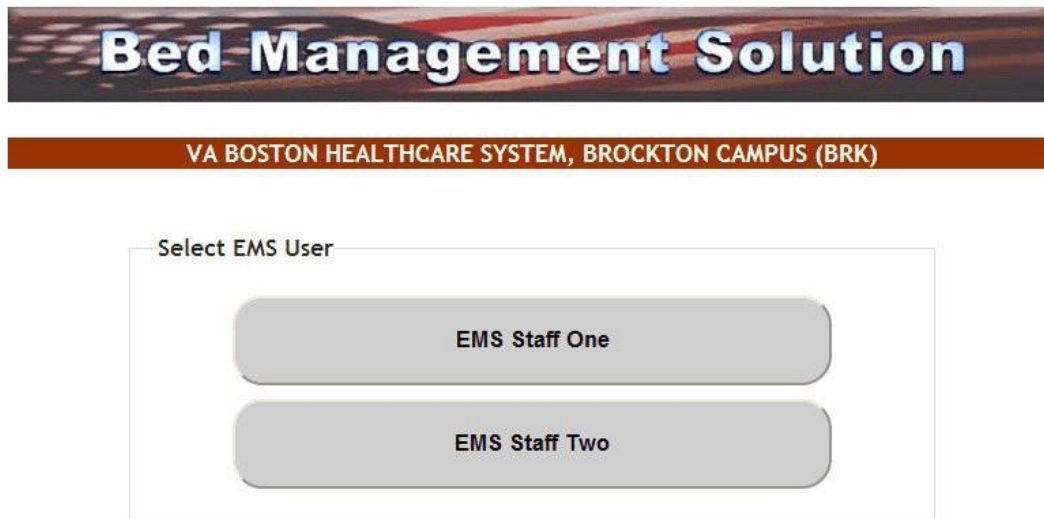 Bed Management Solution
VA BOSTON HEALTHCARE SYSTEM, BROCKTON CAMPUS (BRK)
Select EMS User
EMS Staff One
EMS Staff Two